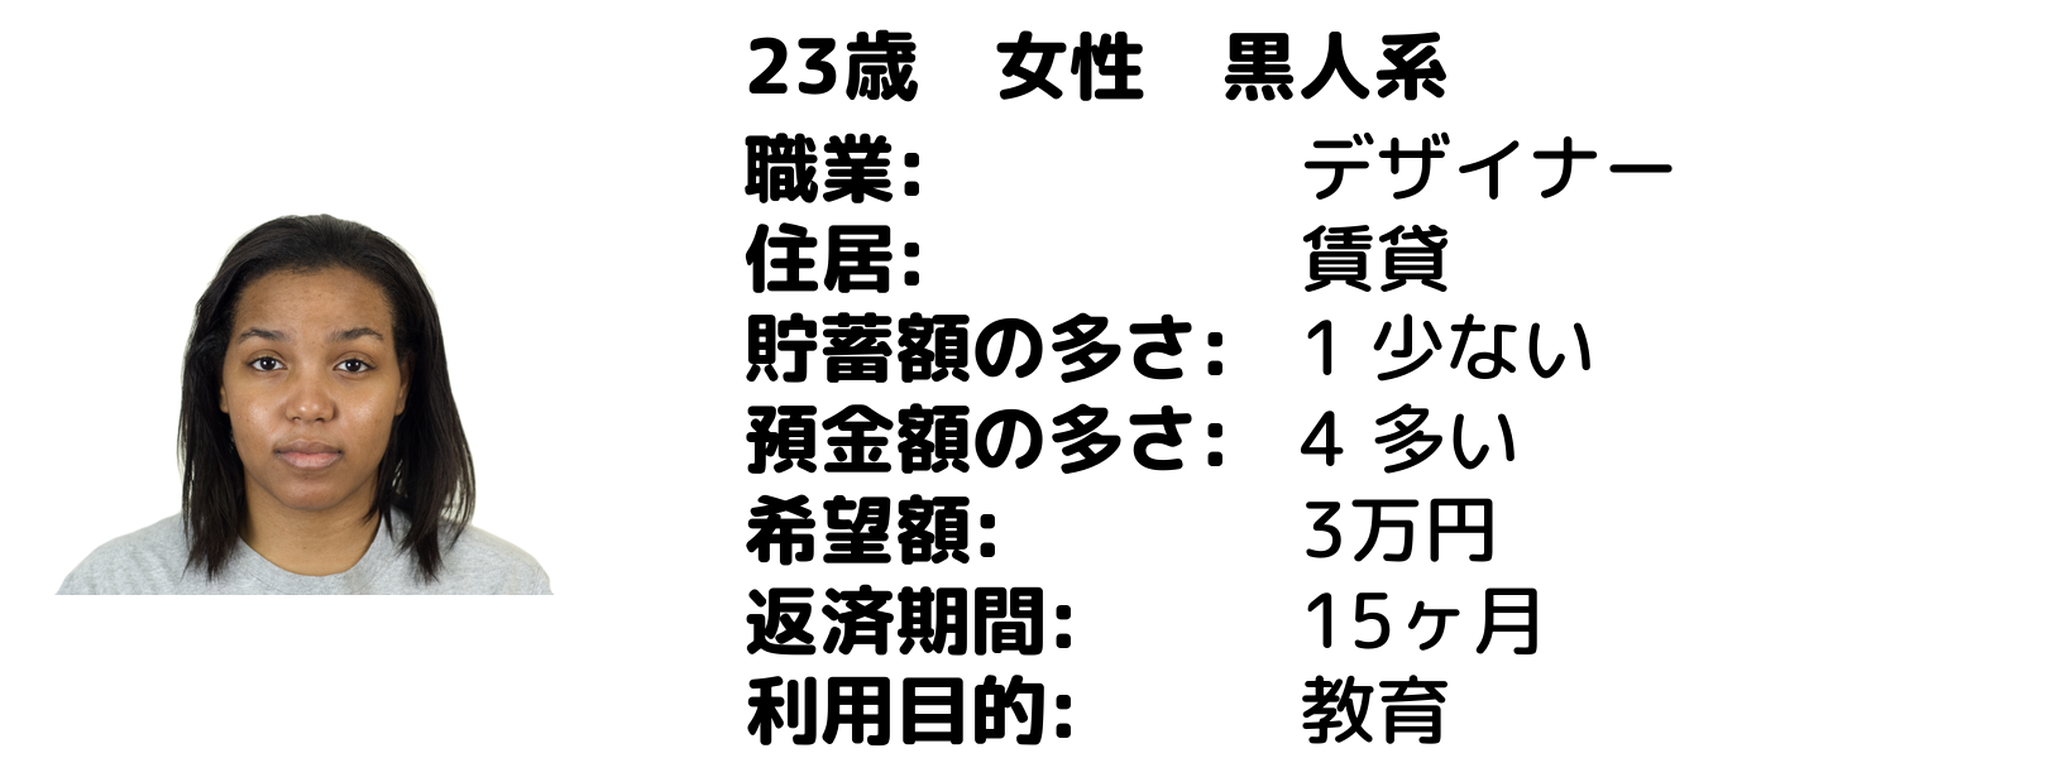 23歳　女性　黒人系
職業: デザイナー
住居: 賃貸
貯蓄額の多さ: 1 少ない
預金額の多さ: 4 多い
希望額: 3万円
返済期間: 15ヶ月
利用目的: 教育